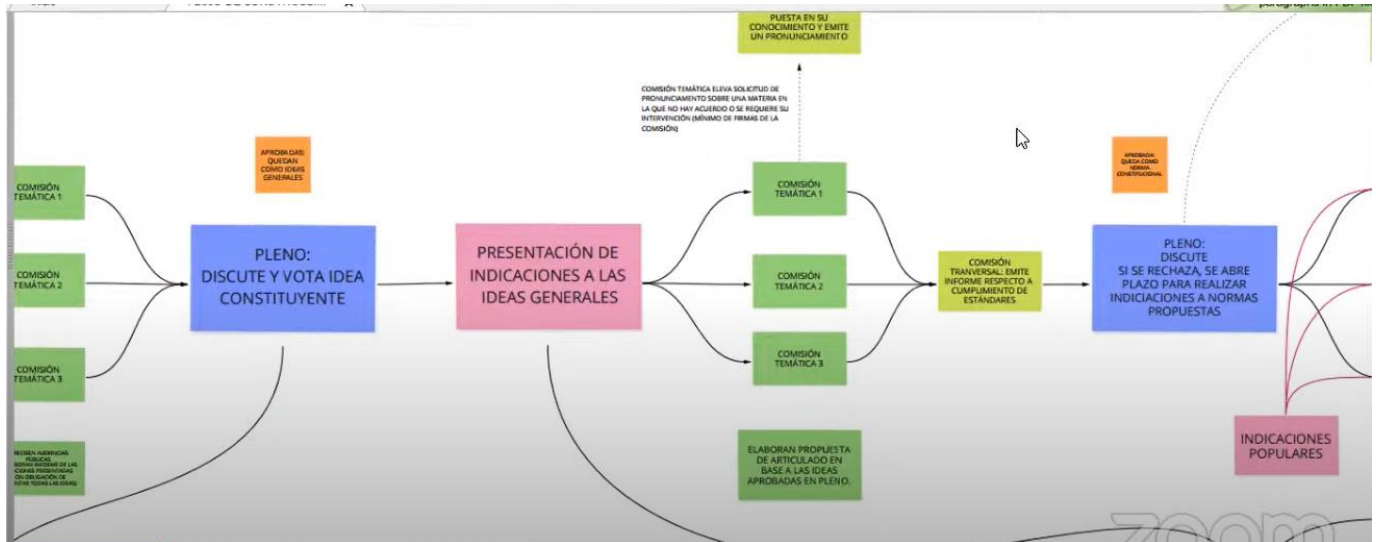 PUESTA EN SU
CONOCIMIENTO Y EMITE
UN PRONUNCIAMIENTO
COMISIÓN TEMÁTICA ELEVA SOLICITUD DE
PRONUNCIAMENTO SOBRE UNA MATERIA EN
LA QUE NO HAY ACUERDO O SE REQUIERE SU
INTERVENCIÓN (MÍNIMO DE FIRMAS DE LA
COMISIÓN)
APROBADAS:
QUEDAN
COMO IDEAS
GENERALES
APROBADA:
QUEDA COMO
NORMA
CONSTITUCIONAL
COMISIÓN
TEMÁTICA 1
COMISIÓN
TEMÁTICA 2
COMISIÓN
TEMÁTICA 3
PÚBLICAS
PLENO:
DISCUTE Y VOTA IDEA
CONSTITUYENTE
PRESENTACIÓN DE
INDICACIONES A LAS
IDEAS GENERALES
COMISIÓN
TEMÁTICA 1
COMISIÓN
TEMÁTICA 2
COMISIÓN
TEMÁTICA 3
ELABORAN PROPUESTA
DE ARTICULADO EN
BASE A LAS IDEAS
APROBADAS EN PLENO.
COMISIÓN
TRANVERSAL: EMITE
INFORME RESPECTO A
CUMPLIMIENTO DE
ESTÁNDARES
PLENO:
DISCUTE
SI SE RECHAZA, SE ABRE
PLAZO PARA REALIZAR
INDICIACIONES A NORMAS
PROPUESTAS
INDICACIONES
POPULARES
zoom